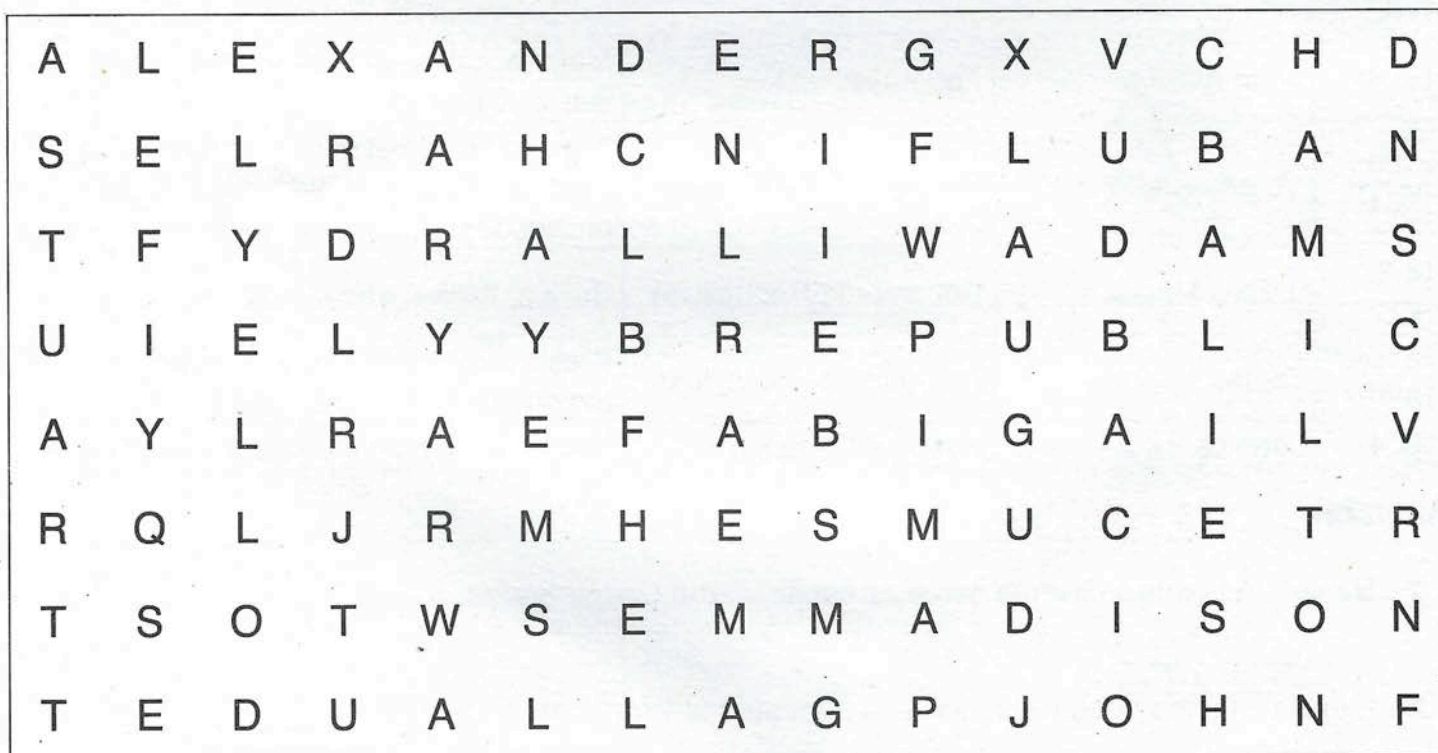 A L E X A N D E R G X V C H D
S E L R A H C N I F L U B A N
T F Y D R A L L I W A D A M S
U I E L Y Y B R E P U B L I C
A Y L R A E F A B I G A I L V
R Q L J R M H E S M U C E T R
T S O T W S E M M A D I S O N
T E D U A L L A G P J O H N F